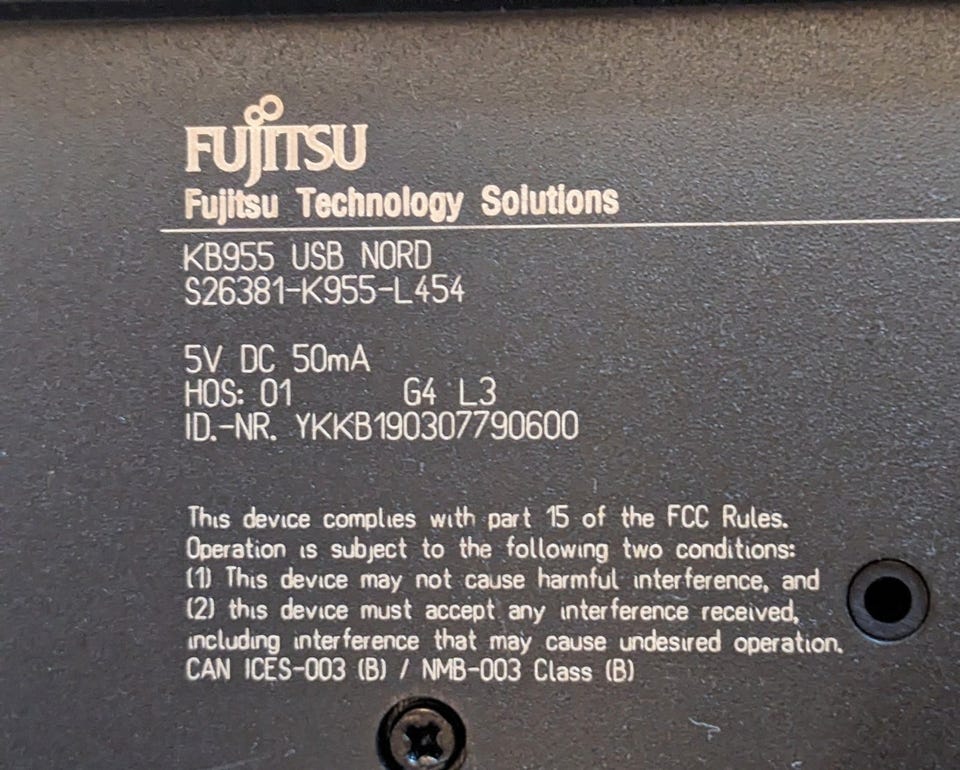 FUJITSU
Fujitsu Technology Solutions
KB955 USB NORD
S26381-K955-L454
5V DC 50mA
HOS: 01 G4 L3
ID.-NR. YKKB190307790600
This device complies with part 15 of the FCC Rules.
Operation is subject to the following two conditions:
(1) This device may not cause harmful interference, and
(2) this device must accept any interference received,
including interference that may cause undesired operation.
CAN ICES-003 (B) / NMB-003 Class (B)